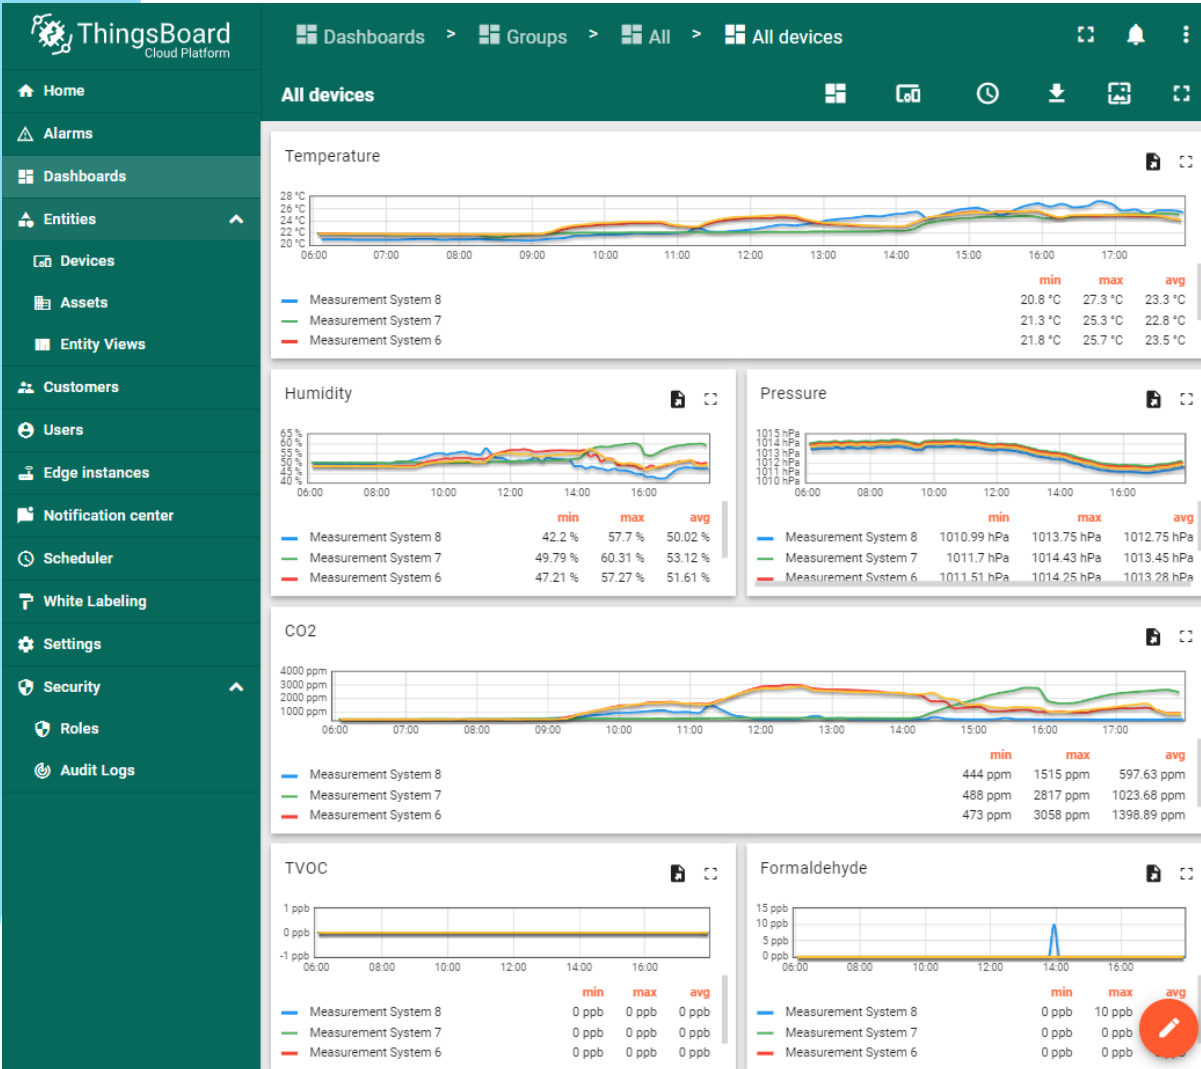 ThingsBoard
Cloud Platform
Dashboards > Groups > All > All devices
All devices
Home
Alarms
Dashboards
Entities
Devices
Assets
Entity Views
Customers
Users
Edge instances
Notification center
Scheduler
White Labeling
Settings
Security
Roles
Audit Logs
Temperature
28 °C
26 °C
24 °C
22 °C
20 °C
06:00 07:00 08:00 09:00 10:00 11:00 12:00 13:00 14:00 15:00 16:00 17:00
min max avg
Measurement System 8 20.8 °C 27.3 °C 23.3 °C
Measurement System 7 21.3 °C 25.3 °C 22.8 °C
Measurement System 6 21.8 °C 25.7 °C 23.5 °C
Humidity
65 %
60 %
55 %
50 %
45 %
40 %
06:00 08:00 10:00 12:00 14:00 16:00
min max avg
Measurement System 8 42.2 % 57.7 % 50.02 %
Measurement System 7 49.79 % 60.31 % 53.12 %
Measurement System 6 47.21 % 57.27 % 51.61 %
Pressure
1015 hPa
1014 hPa
1013 hPa
1012 hPa
1011 hPa
1010 hPa
06:00 08:00 10:00 12:00 14:00 16:00
min max avg
Measurement System 8 1010.99 hPa 1013.75 hPa 1012.75 hPa
Measurement System 7 1011.7 hPa 1014.43 hPa 1013.45 hPa
Measurement System 6 1011.51 hPa 1014.25 hPa 1013.28 hPa
CO2
4000 ppm
3000 ppm
2000 ppm
1000 ppm
06:00 07:00 08:00 09:00 10:00 11:00 12:00 13:00 14:00 15:00 16:00 17:00
min max avg
Measurement System 8 444 ppm 1515 ppm 597.63 ppm
Measurement System 7 488 ppm 2817 ppm 1023.68 ppm
Measurement System 6 473 ppm 3058 ppm 1398.89 ppm
TVOC
1 ppb
0 ppb
-1 ppb
06:00 08:00 10:00 12:00 14:00 16:00
min max avg
Measurement System 8 0 ppb 0 ppb 0 ppb
Measurement System 7 0 ppb 0 ppb 0 ppb
Measurement System 6 0 ppb 0 ppb 0 ppb
Formaldehyde
15 ppb
10 ppb
5 ppb
0 ppb
06:00 08:00 10:00 12:00 14:00 16:00
min max avg
Measurement System 8 0 ppb 10 ppb
Measurement System 7 0 ppb 0 ppb
Measurement System 6 0 ppb 0 ppb